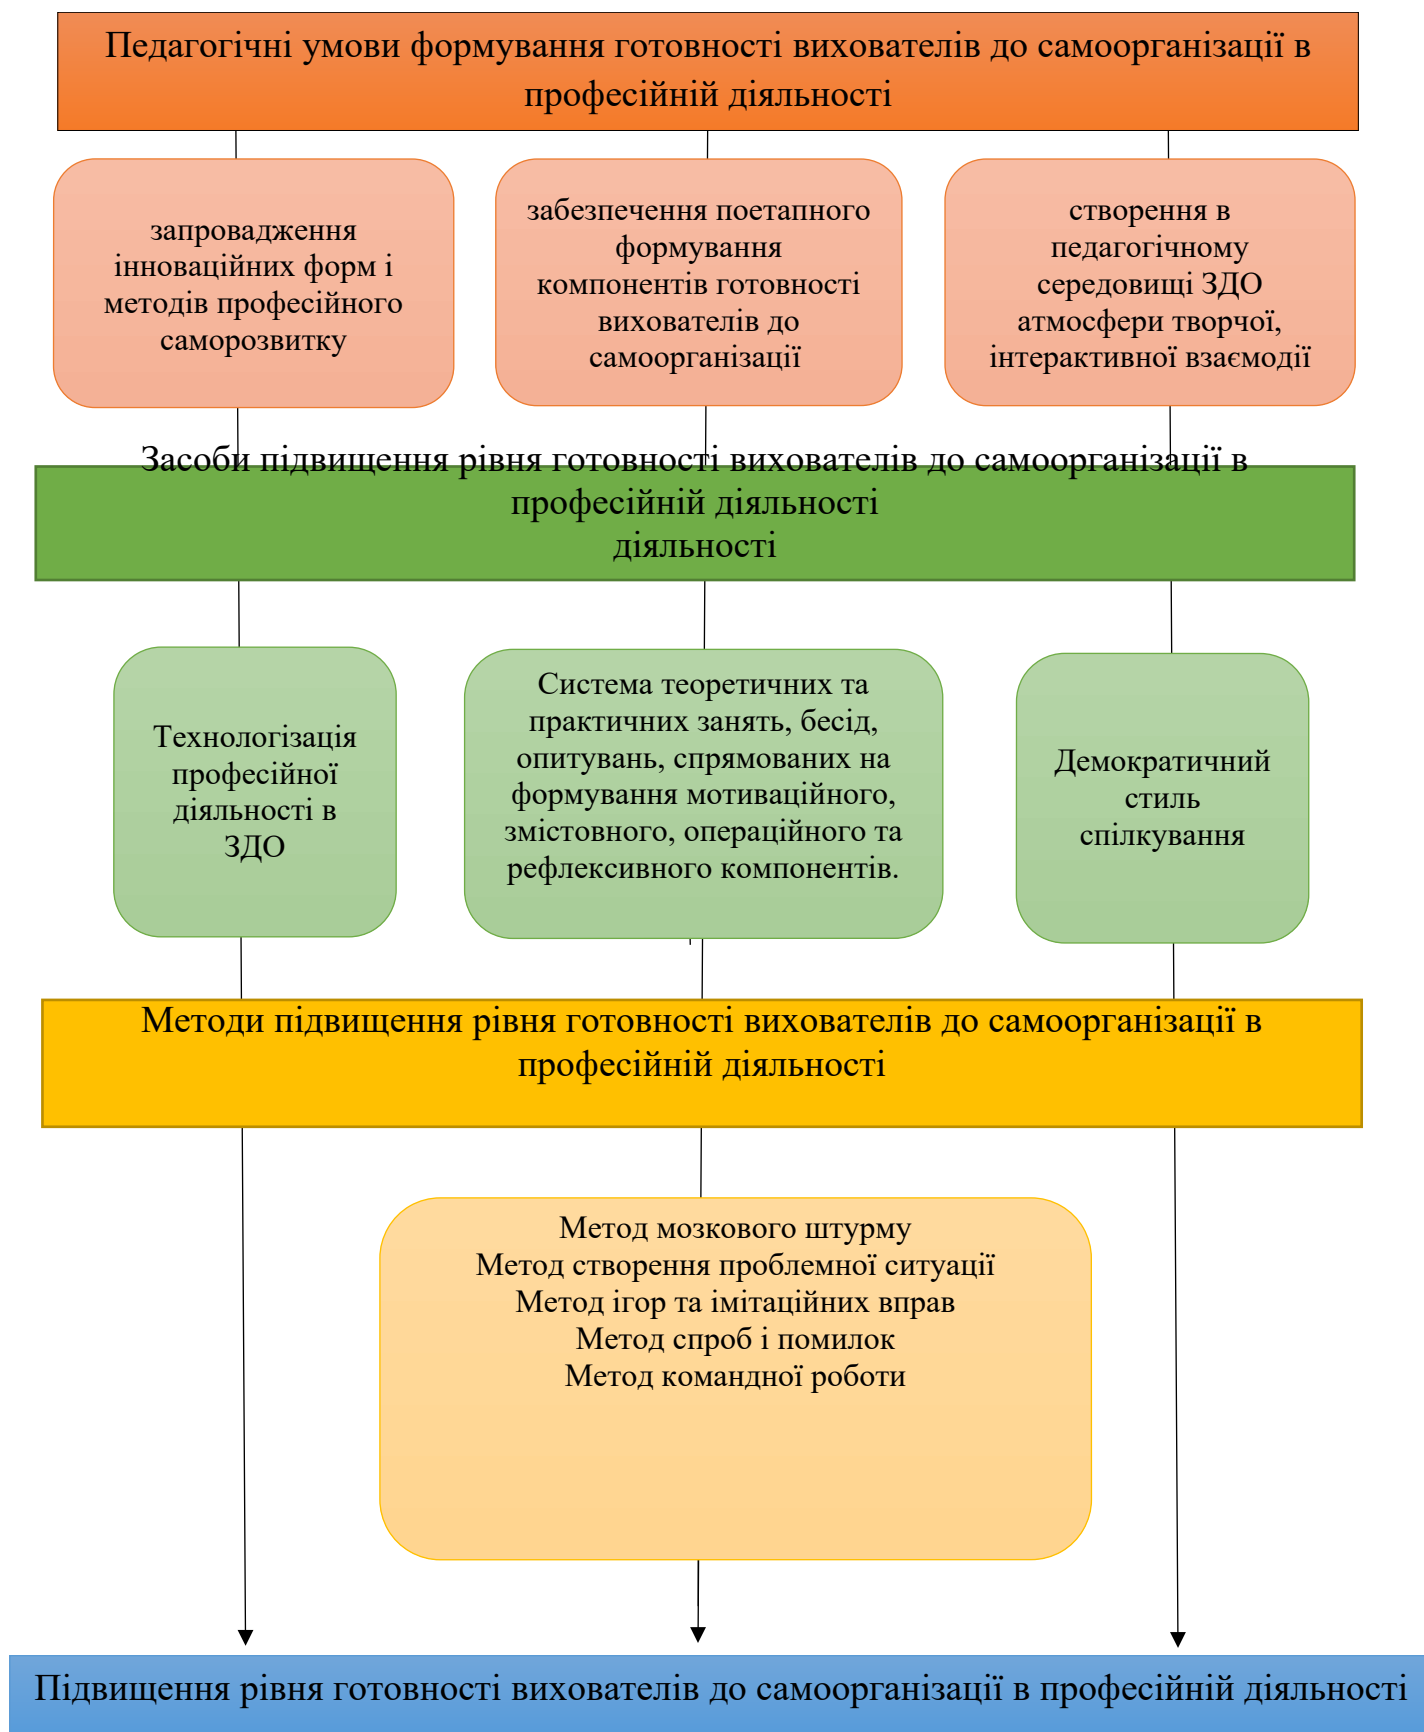 Педагогічні умови формування готовності вихователів до самоорганізації в
професійній діяльності
запровадження
інноваційних форм і
методів професійного
саморозвитку
забезпечення поетапного
формування
компонентів готовності
вихователів до
самоорганізації
створення в
педагогічному
середовищі ЗДО
атмосфери творчої,
інтерактивної взаємодії
Засоби підвищення рівня готовності вихователів до самоорганізації в
професійній діяльності
діяльності
Технологізація
професійної
діяльності в
ЗДО
Система теоретичних та
практичних занять, бесід,
опитувань, спрямованих на
формування мотиваційного,
змістовного, операційного та
рефлексивного компонентів.
Демократичний
стиль
спілкування
Методи підвищення рівня готовності вихователів до самоорганізації в
професійній діяльності
Метод мозкового штурму
Метод створення проблемної ситуації
Метод ігор та імітаційних вправ
Метод спроб і помилок
Метод командної роботи
Підвищення рівня готовності вихователів до самоорганізації в професійній діяльності